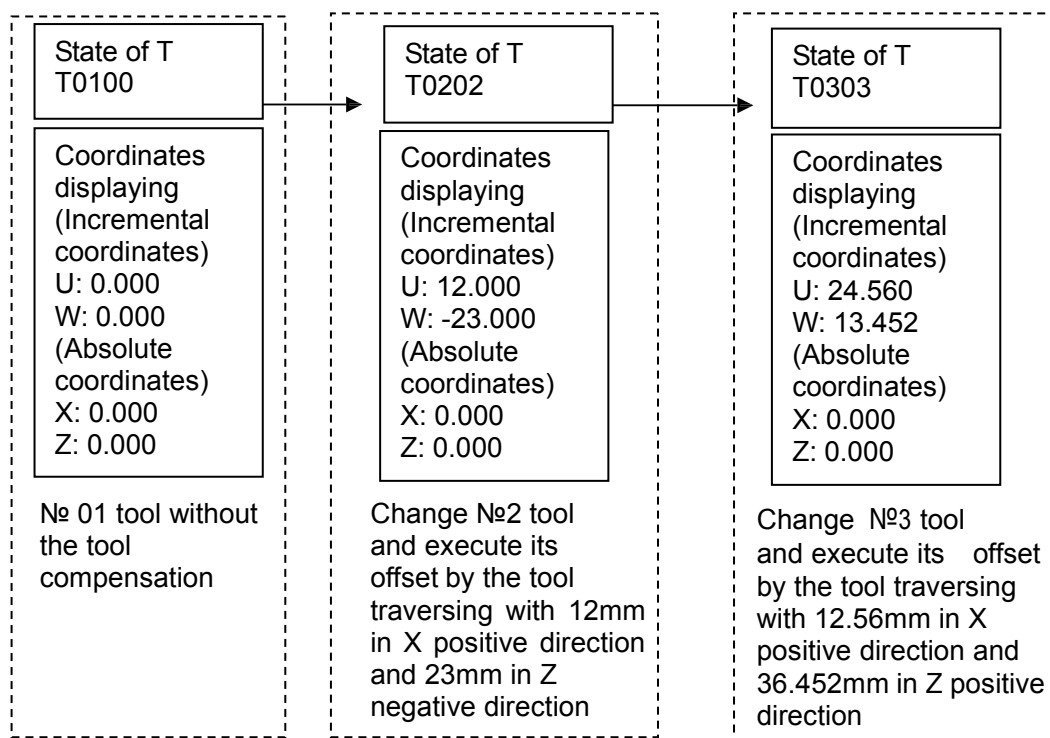 State of T
T0100
Coordinates
displaying
(Incremental
coordinates)
U: 0.000
W: 0.000
(Absolute
coordinates)
X: 0.000
Z: 0.000
№ 01 tool without
the tool
compensation
State of T
T0202
Coordinates
displaying
(Incremental
coordinates)
U: 12.000
W: -23.000
(Absolute
coordinates)
X: 0.000
Z: 0.000
Change №2 tool
and execute its
offset by the tool
traversing with 12mm
in X positive direction
and 23mm in Z
negative direction
State of T
T0303
Coordinates
displaying
(Incremental
coordinates)
U: 24.560
W: 13.452
(Absolute
coordinates)
X: 0.000
Z: 0.000
Change №3 tool
and execute its offset
by the tool traversing
with 12.56mm in X
positive direction and
36.452mm in Z positive
direction